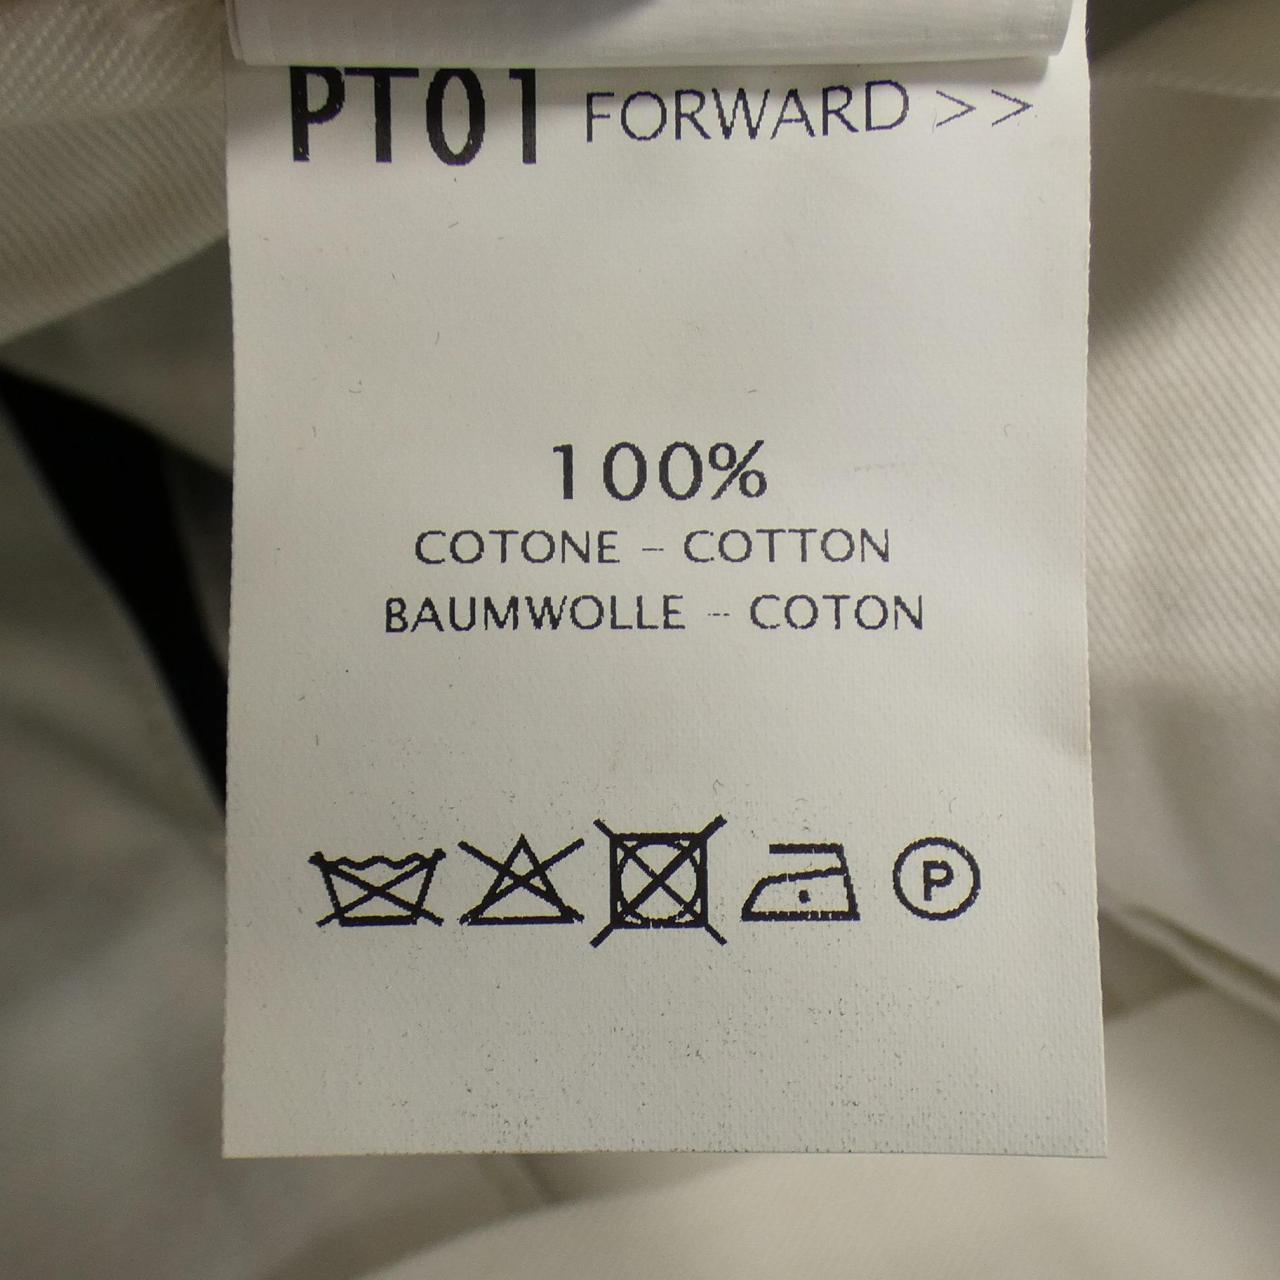 PT01 FORWARD >>
100%
COTONE - COTTON
BAUMWOLLE - COTON
P